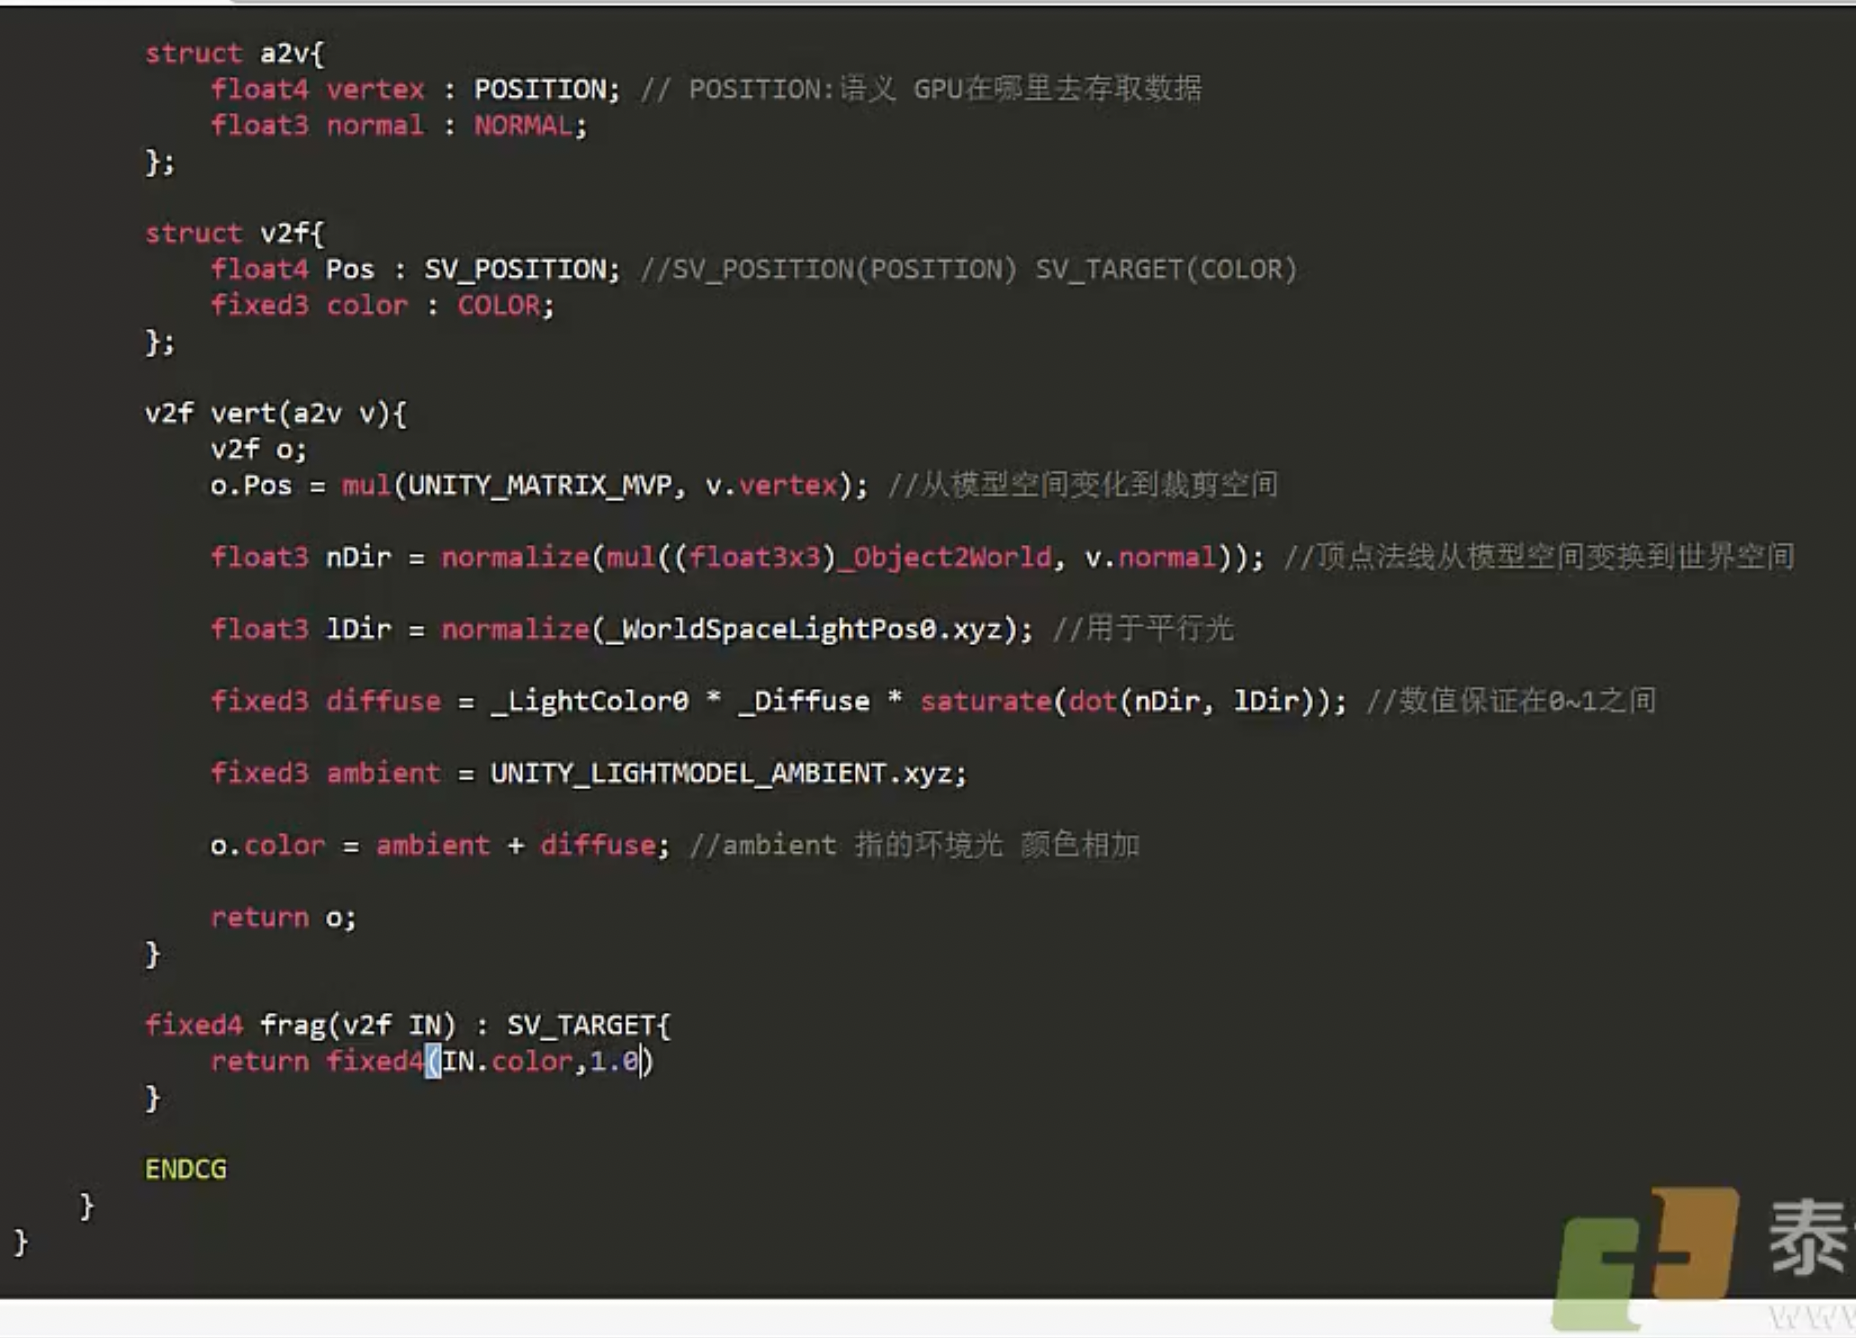 struct a2v{
float4 vertex : POSITION; // POSITION:语义 GPU在哪里去存取数据
float3 normal : NORMAL;
};
struct v2f{
float4 Pos : SV_POSITION; //SV_POSITION(POSITION) SV_TARGET(COLOR)
fixed3 color : COLOR;
};
v2f vert(a2v v){
v2f o;
o.Pos = mul(UNITY_MATRIX_MVP, v.vertex); //从模型空间变化到裁剪空间
float3 nDir = normalize(mul((float3x3)_Object2World, v.normal)); //顶点法线从模型空间变换到世界空间
float3 lDir = normalize(_WorldSpaceLightPos0.xyz); //用于平行光
fixed3 diffuse = _LightColor0 * _Diffuse * saturate(dot(nDir, lDir)); //数值保证在0~1之间
fixed3 ambient = UNITY_LIGHTMODEL_AMBIENT.xyz;
o.color = ambient + diffuse; //ambient 指的环境光 颜色相加
return o;
}
fixed4 frag(v2f IN) : SV_TARGET{
return fixed4(IN.color,1.0)
}
ENDCG
}
}
泰
www